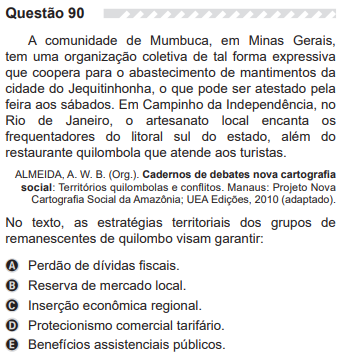 Questão 90
A comunidade de Mumbuca, em Minas Gerais,
tem uma organização coletiva de tal forma expressiva
que coopera para o abastecimento de mantimentos da
cidade do Jequitinhonha, o que pode ser atestado pela
feira aos sábados. Em Campinho da Independência, no
Rio de Janeiro, o artesanato local encanta os
frequentadores do litoral sul do estado, além do
restaurante quilombola que atende aos turistas.
ALMEIDA, A. W. B. (Org.). Cadernos de debates nova cartografia
social: Territórios quilombolas e conflitos. Manaus: Projeto Nova
Cartografia Social da Amazônia; UEA Edições, 2010 (adaptado).
No texto, as estratégias territoriais dos grupos de
remanescentes de quilombo visam garantir:
A Perdão de dívidas fiscais.
B Reserva de mercado local.
C Inserção econômica regional.
D Protecionismo comercial tarifário.
E Benefícios assistenciais públicos.